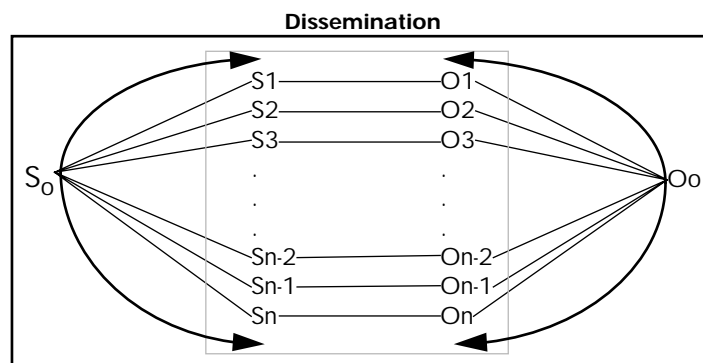 Dissemination
S1 O1
S2 O2
S3 O3
So Oo
. .
. .
. .
Sn-2 On-2
Sn-1 On-1
Sn On